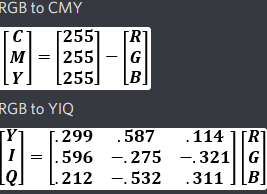 RGB to CMY
[C] [255] [R]
[M] = [255] − [G]
[Y] [255] [B]
RGB to YIQ
[Y] [.299 .587 .114] [R]
[I] = [.596 −.275 −.321] [G]
[Q] [.212 −.532 .311] [B]